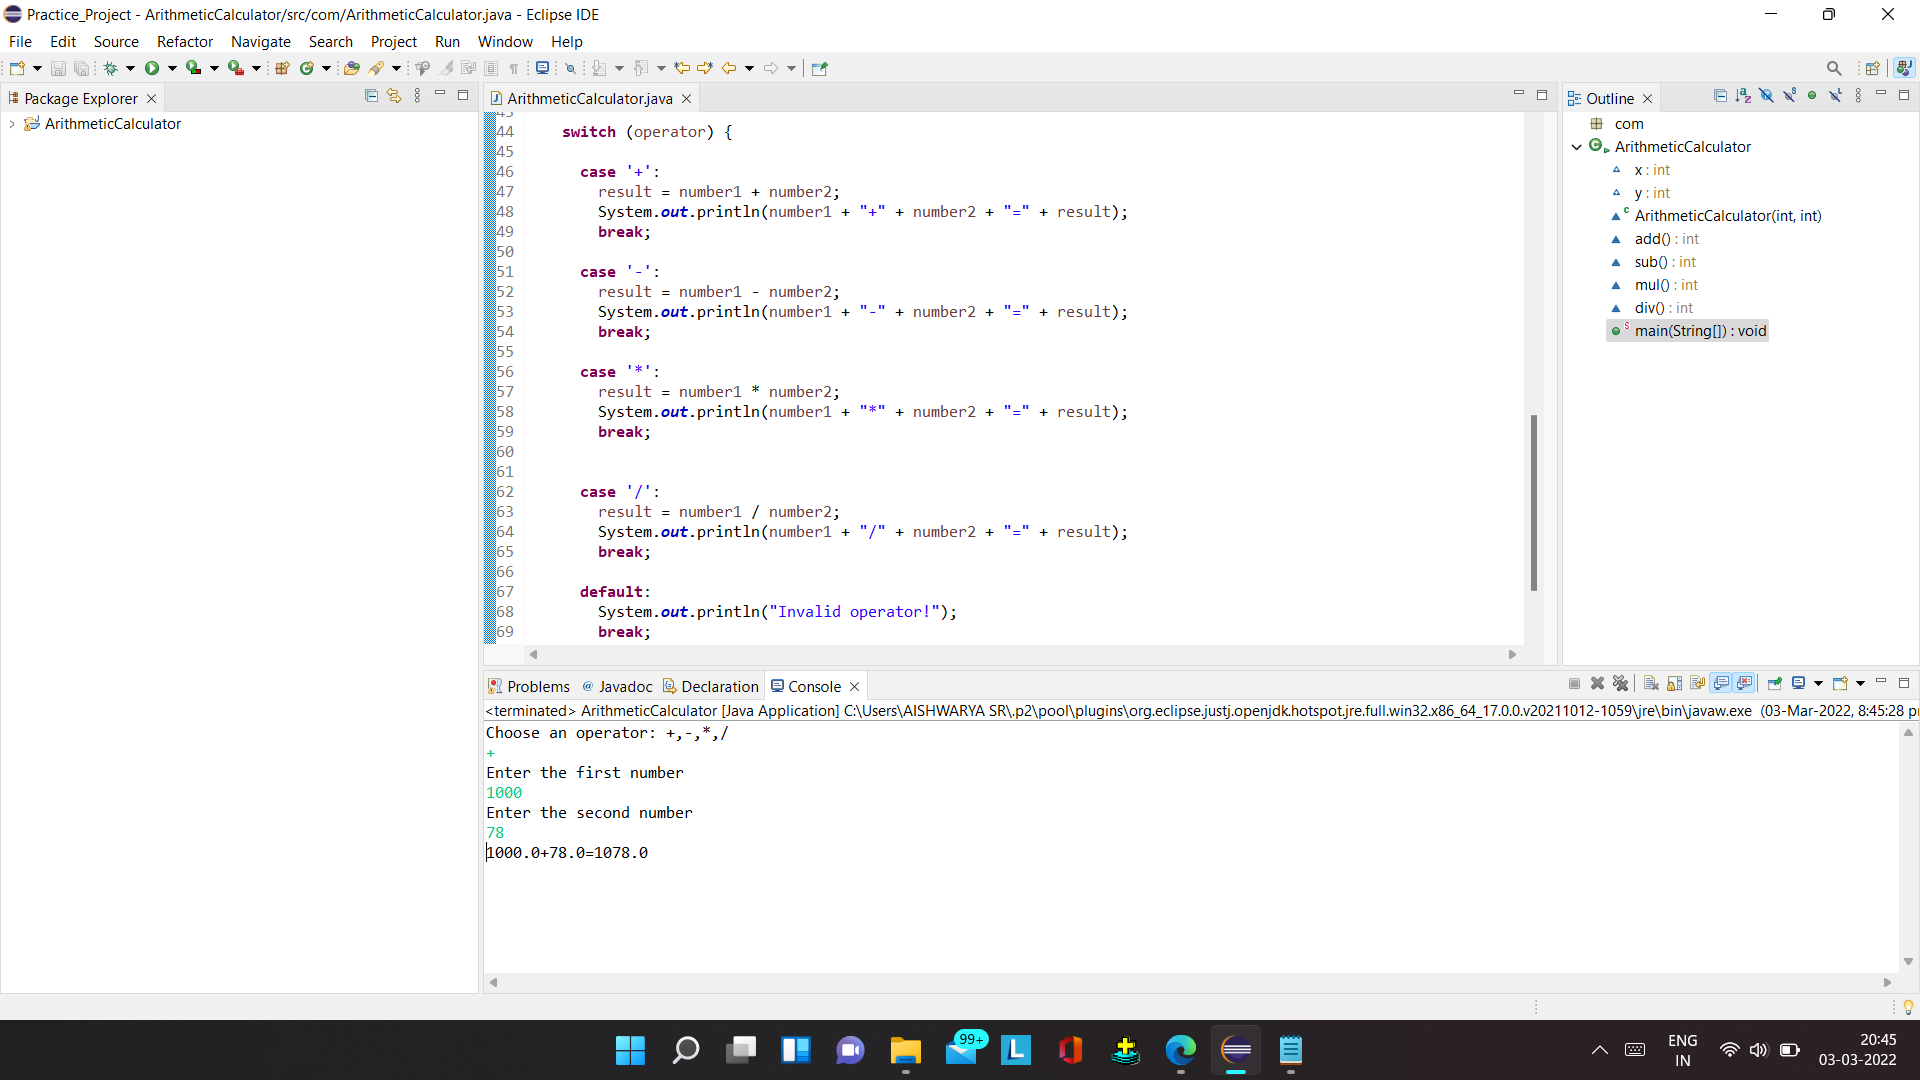 Practice_Project - ArithmeticCalculator/src/com/ArithmeticCalculator.java - Eclipse IDE
File Edit Source Refactor Navigate Search Project Run Window Help
Package Explorer
ArithmeticCalculator
ArithmeticCalculator.java
44 switch (operator) {
45
46 case '+':
47 result = number1 + number2;
48 System.out.println(number1 + "+" + number2 + "=" + result);
49 break;
50
51 case '-':
52 result = number1 - number2;
53 System.out.println(number1 + "-" + number2 + "=" + result);
54 break;
55
56 case '*':
57 result = number1 * number2;
58 System.out.println(number1 + "*" + number2 + "=" + result);
59 break;
60
61
62 case '/':
63 result = number1 / number2;
64 System.out.println(number1 + "/" + number2 + "=" + result);
65 break;
66
67 default:
68 System.out.println("Invalid operator!");
69 break;
Outline
com
ArithmeticCalculator
x : int
y : int
ArithmeticCalculator(int, int)
add() : int
sub() : int
mul() : int
div() : int
main(String[]) : void
Problems @ Javadoc Declaration Console
<terminated> ArithmeticCalculator [Java Application] C:\Users\AISHWARYA SR\.p2\pool\plugins\org.eclipse.justj.openjdk.hotspot.jre.full.win32.x86_64_17.0.0.v20211012-1059\jre\bin\javaw.exe (03-Mar-2022, 8:45:28 p
Choose an operator: +,-,*,/
+
Enter the first number
1000
Enter the second number
78
1000.0+78.0=1078.0
99+
L
ENG
IN
20:45
03-03-2022